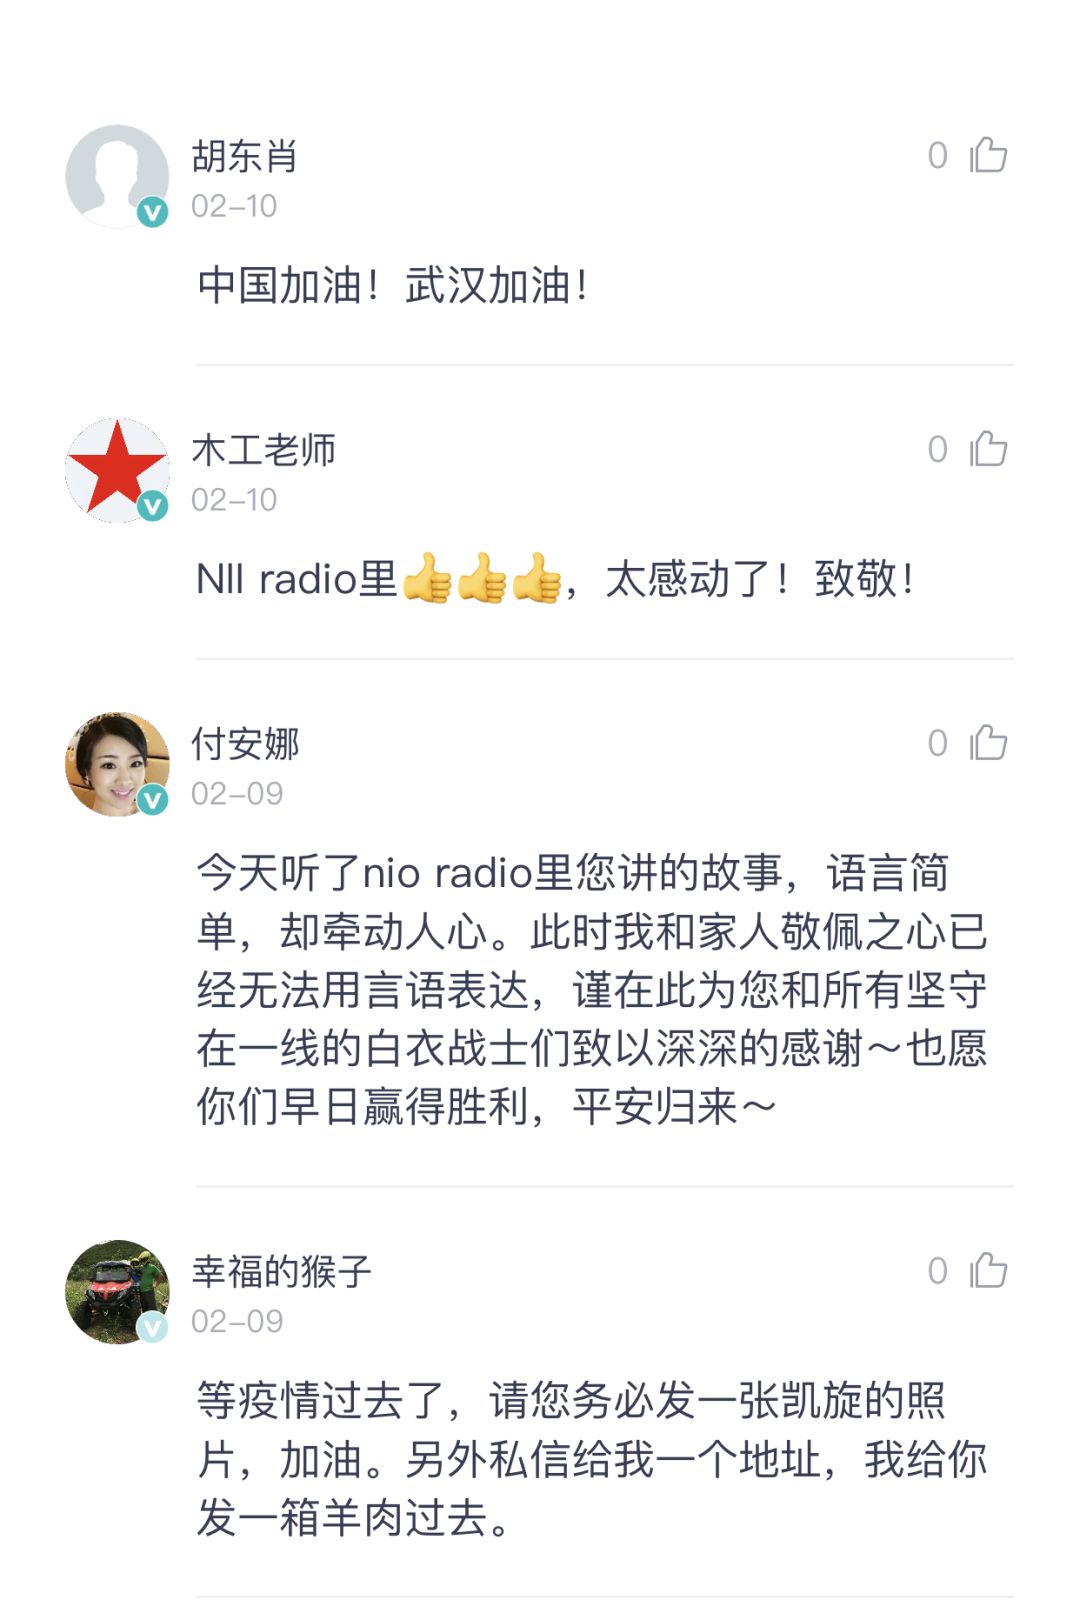 胡东肖
0
02-10
中国加油！武汉加油！
木工老师
0
02-10
NII radio里👍👍👍，太感动了！致敬！
付安娜
0
02-09
今天听了nio radio里您讲的故事，语言简
单，却牵动人心。此时我和家人敬佩之心已
经无法用言语表达，谨在此为您和所有坚守
在一线的白衣战士们致以深深的感谢～也愿
你们早日赢得胜利，平安归来～
幸福的猴子
0
02-09
等疫情过去了，请您务必发一张凯旋的照
片，加油。另外私信给我一个地址，我给你
发一箱羊肉过去。